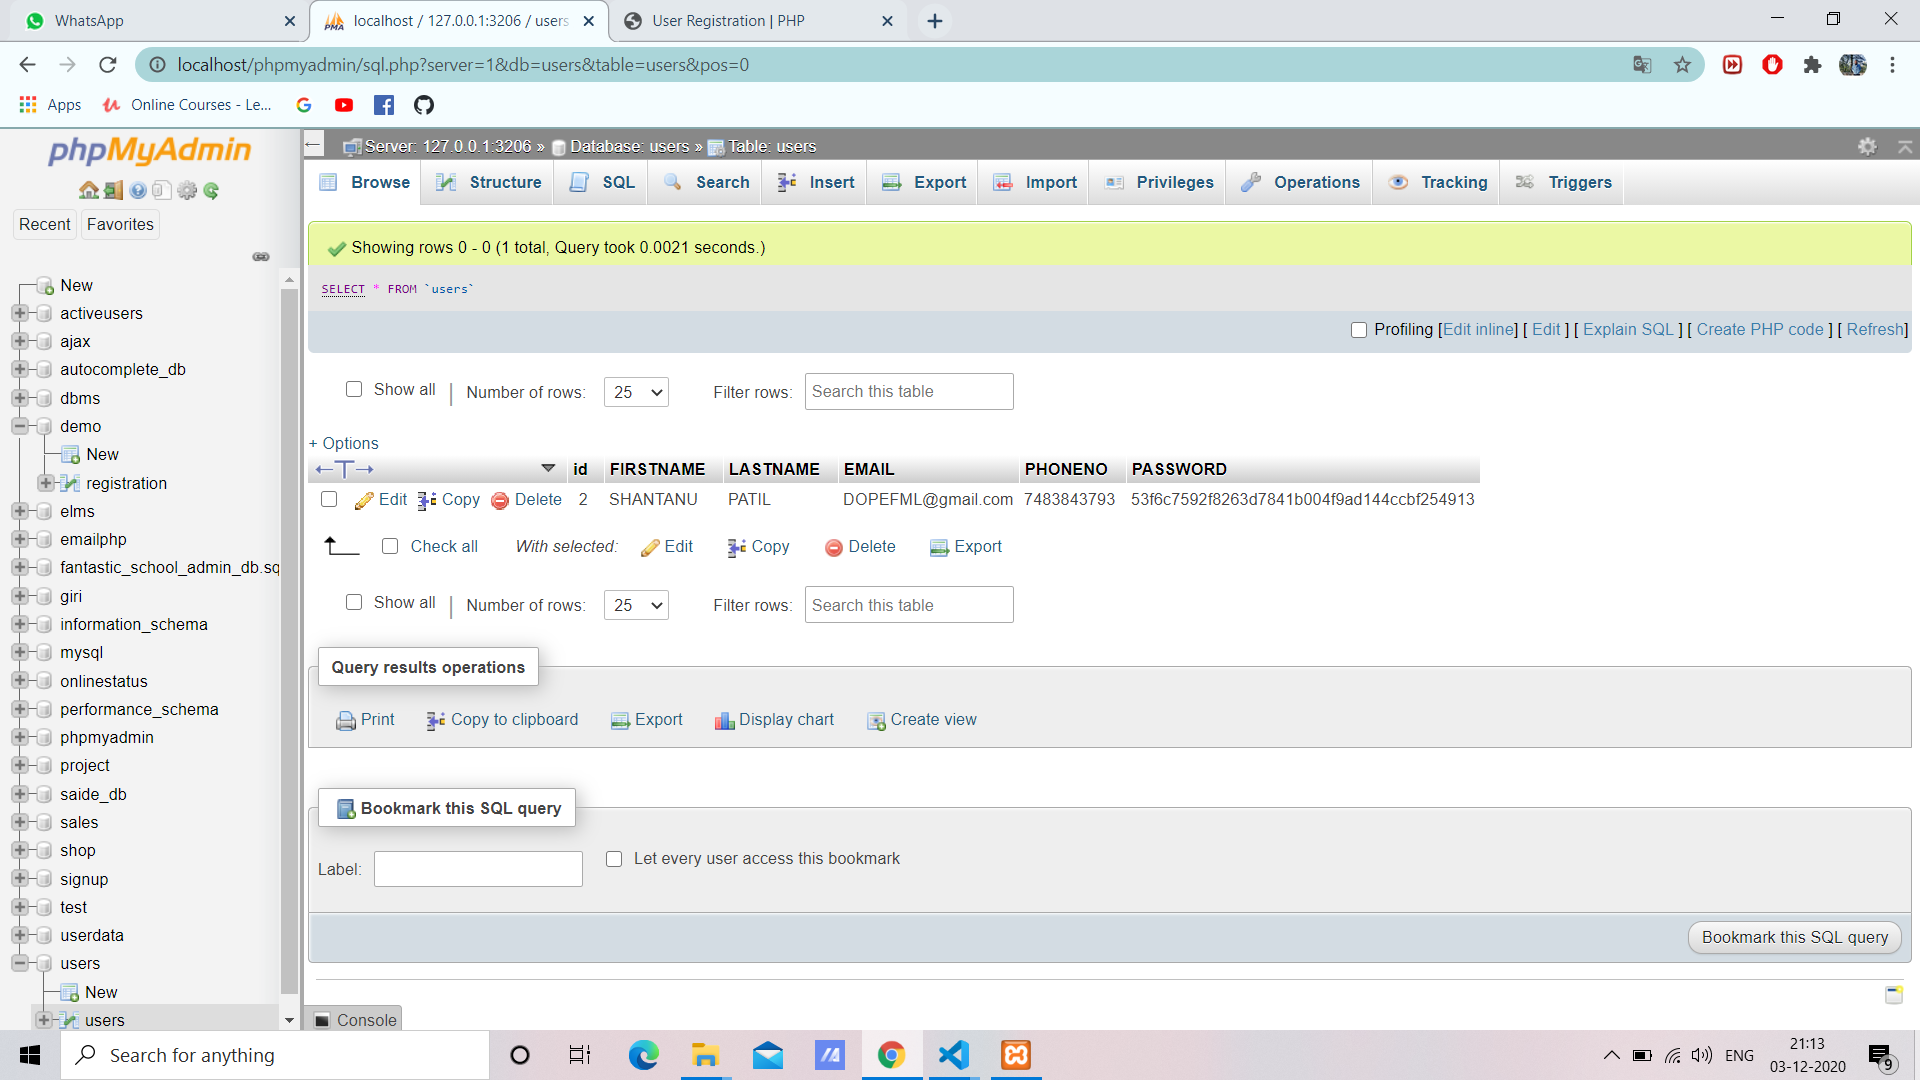 WhatsApp
localhost / 127.0.0.1:3206 / users
User Registration | PHP
localhost/phpmyadmin/sql.php?server=1&db=users&table=users&pos=0
Apps
Online Courses - Le...
phpMyAdmin
Recent
Favorites
New
activeusers
ajax
autocomplete_db
dbms
demo
New
registration
elms
emailphp
fantastic_school_admin_db.sq
giri
information_schema
mysql
onlinestatus
performance_schema
phpmyadmin
project
saide_db
sales
shop
signup
test
userdata
users
New
users
Server: 127.0.0.1:3206 » Database: users » Table: users
Browse Structure SQL Search Insert Export Import Privileges Operations Tracking Triggers
Showing rows 0 - 0 (1 total, Query took 0.0021 seconds.)
SELECT * FROM `users`
Profiling [Edit inline] [ Edit ] [ Explain SQL ] [ Create PHP code ] [ Refresh]
Show all | Number of rows: 25 Filter rows: Search this table
+ Options
id FIRSTNAME LASTNAME EMAIL PHONENO PASSWORD
Edit Copy Delete 2 SHANTANU PATIL DOPEFML@gmail.com 7483843793 53f6c7592f8263d7841b004f9ad144ccbf254913
Check all With selected: Edit Copy Delete Export
Show all | Number of rows: 25 Filter rows: Search this table
Query results operations
Print Copy to clipboard Export Display chart Create view
Bookmark this SQL query
Label: Let every user access this bookmark
Bookmark this SQL query
Console
Search for anything
ENG
21:13
03-12-2020
9